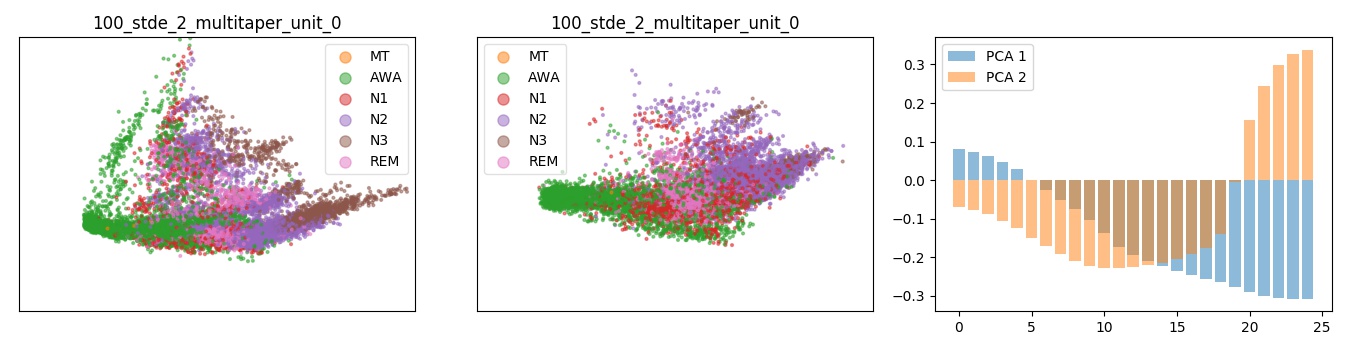 100_stde_2_multitaper_unit_0
MT
AWA
N1
N2
N3
REM
100_stde_2_multitaper_unit_0
MT
AWA
N1
N2
N3
REM
PCA 1
PCA 2
0.3
0.2
0.1
0.0
−0.1
−0.2
−0.3
0 5 10 15 20 25